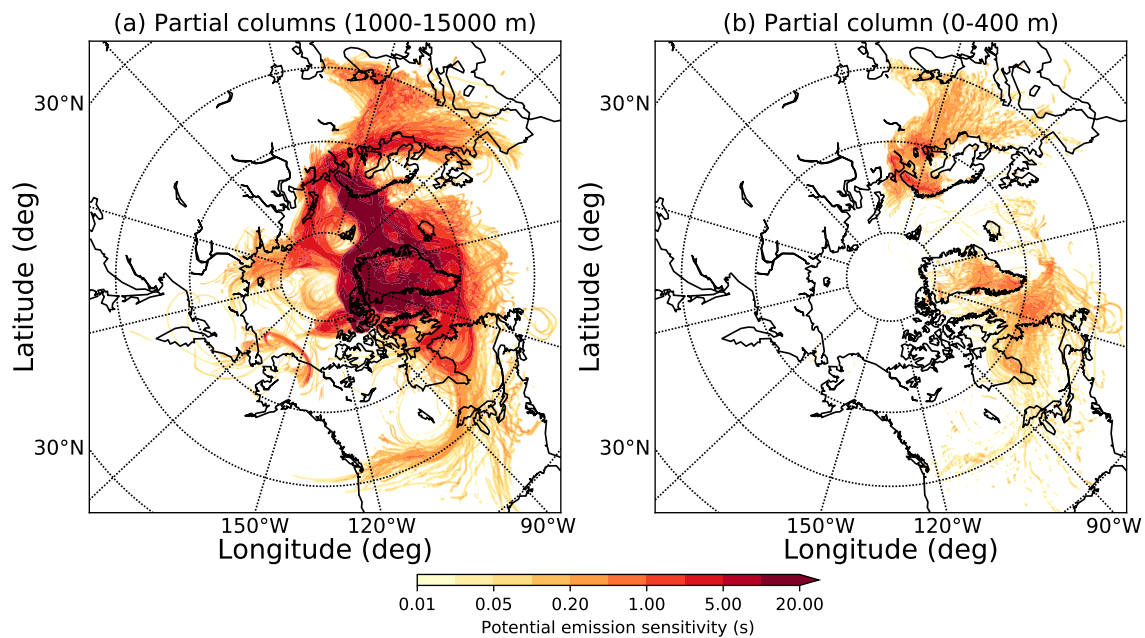 (a) Partial columns (1000-15000 m)
(b) Partial column (0-400 m)
30°N
30°N
Latitude (deg)
Latitude (deg)
30°N
30°N
150°W 120°W 90°W
150°W 120°W 90°W
Longitude (deg)
Longitude (deg)
0.01 0.05 0.20 1.00 5.00 20.00
Potential emission sensitivity (s)